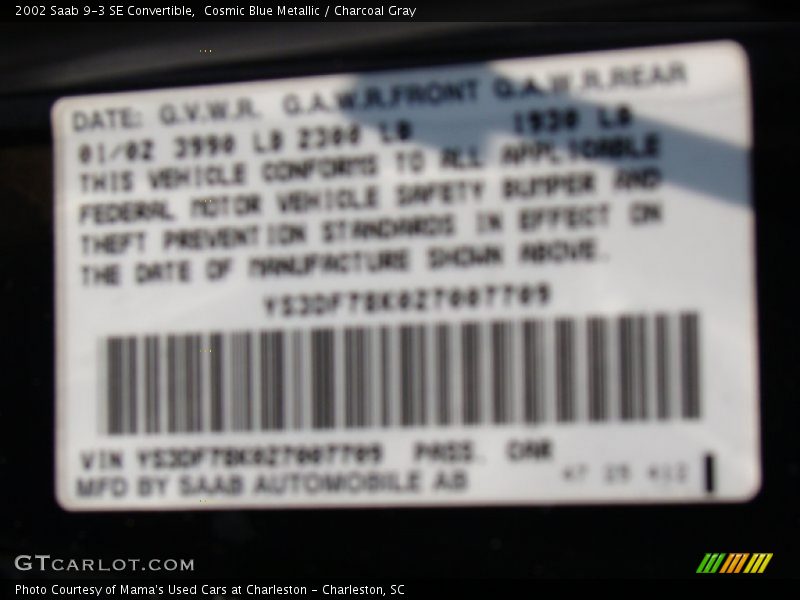 2002 Saab 9-3 SE Convertible,  Cosmic Blue Metallic / Charcoal Gray
DATE: G.V.W.R. G.A.W.R.FRONT G.A.W.R.REAR
01/02 3990 LB 2300 LB 1930 LB
THIS VEHICLE CONFORMS TO ALL APPLICABLE
FEDERAL MOTOR VEHICLE SAFETY BUMPER AND
THEFT PREVENTION STANDARDS IN EFFECT ON
THE DATE OF MANUFACTURE SHOWN ABOVE.
YS3DF78K027007709
VIN YS3DF78K027007709 PASS. CAR
MFD BY SAAB AUTOMOBILE AB 47 25 412
GTCARLOT.COM
Photo Courtesy of Mama's Used Cars at Charleston - Charleston, SC